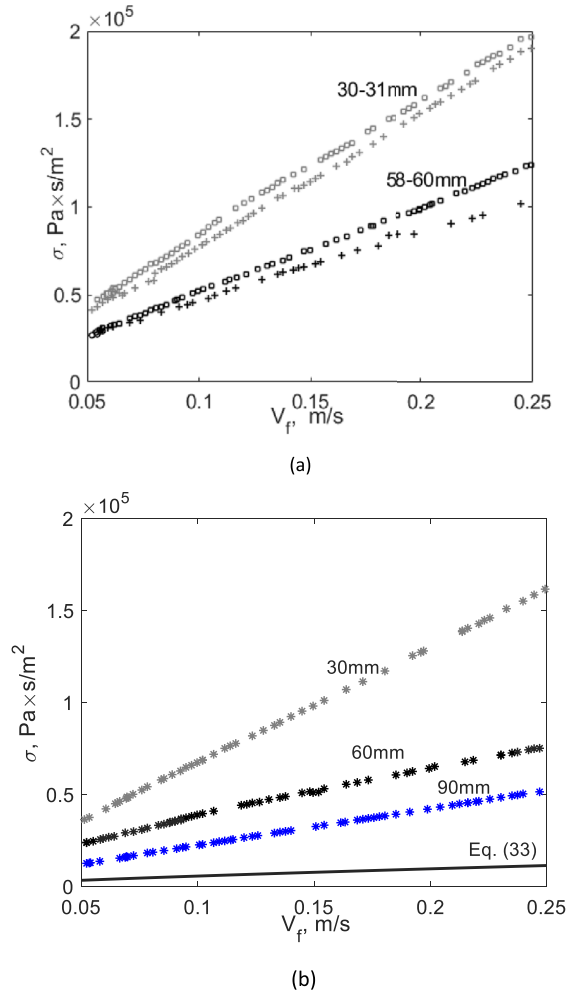 ×10⁵
2
1.5
1
0.5
0
σ, Pa×s/m²
30-31mm
58-60mm
0.05 0.1 0.15 0.2 0.25
V_f, m/s
(a)
×10⁵
2
1.5
1
0.5
0
σ, Pa×s/m²
30mm
60mm
90mm
Eq. (33)
0.05 0.1 0.15 0.2 0.25
V_f, m/s
(b)